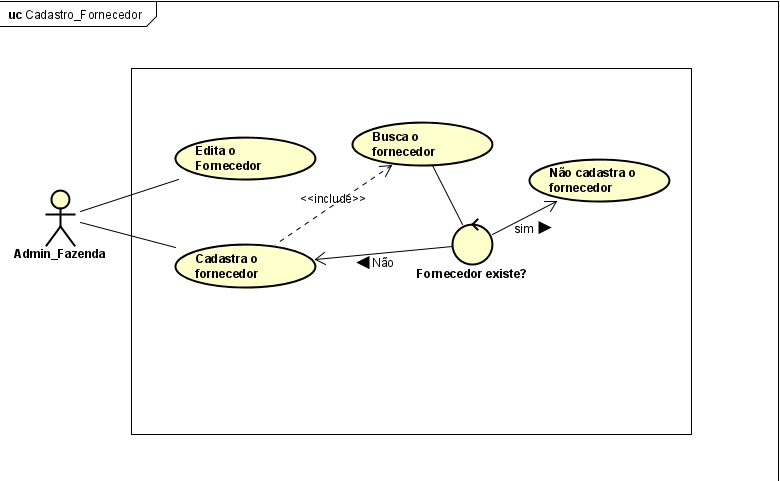 uc Cadastro_Fornecedor
Edita o
Fornecedor
Busca o
fornecedor
Não cadastra o
fornecedor
<<include>>
sim ▶
Admin_Fazenda
Cadastra o
fornecedor
◀ Não
Fornecedor existe?